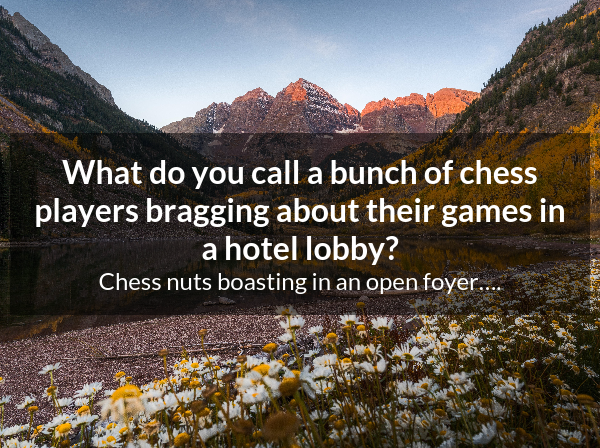 What do you call a bunch of chess
players bragging about their games in
a hotel lobby?
Chess nuts boasting in an open foyer....